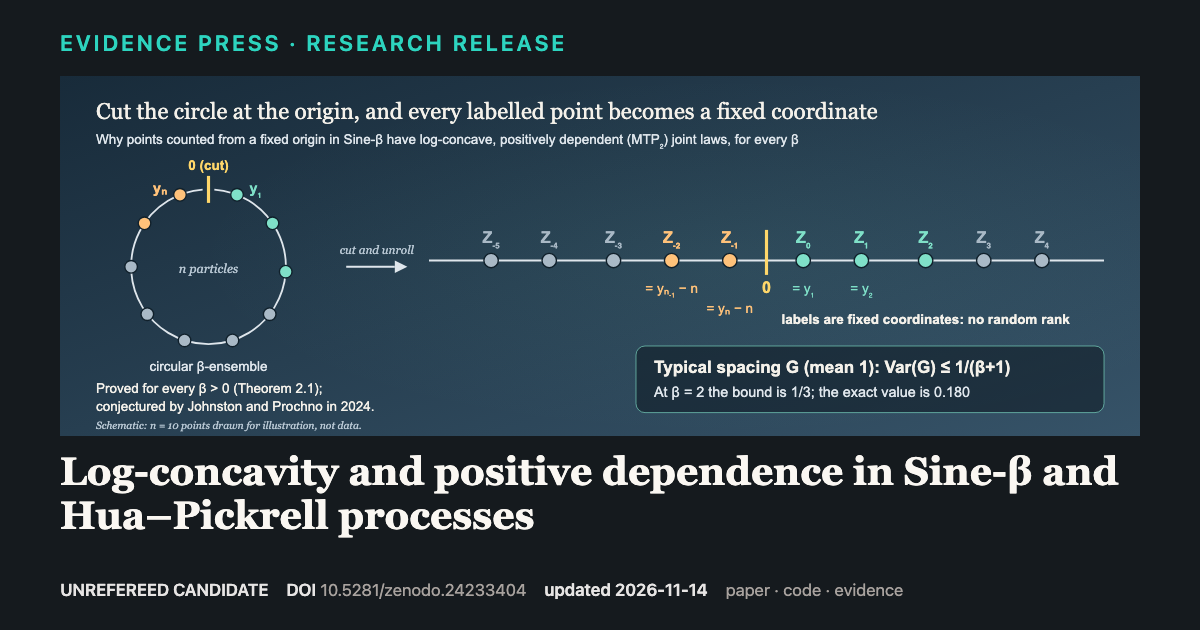 EVIDENCE PRESS · RESEARCH RELEASE
Cut the circle at the origin, and every labelled point becomes a fixed coordinate
Why points counted from a fixed origin in Sine-β have log-concave, positively dependent (MTP₂) joint laws, for every β
0 (cut)
yₙ
y₁
n particles
circular β-ensemble
cut and unroll
Z₋₅ Z₋₄ Z₋₃ Z₋₂ Z₋₁ Z₀ Z₁ Z₂ Z₃ Z₄
= yₙ₋₁ − n
0
= y₁
= y₂
= yₙ − n
labels are fixed coordinates: no random rank
Proved for every β > 0 (Theorem 2.1);
conjectured by Johnston and Prochno in 2024.
Schematic: n = 10 points drawn for illustration, not data.
Typical spacing G (mean 1): Var(G) ≤ 1/(β+1)
At β = 2 the bound is 1/3; the exact value is 0.180
Log-concavity and positive dependence in Sine-β and
Hua–Pickrell processes
UNREFEREED CANDIDATE DOI 10.5281/zenodo.24233404 updated 2026-11-14 paper · code · evidence